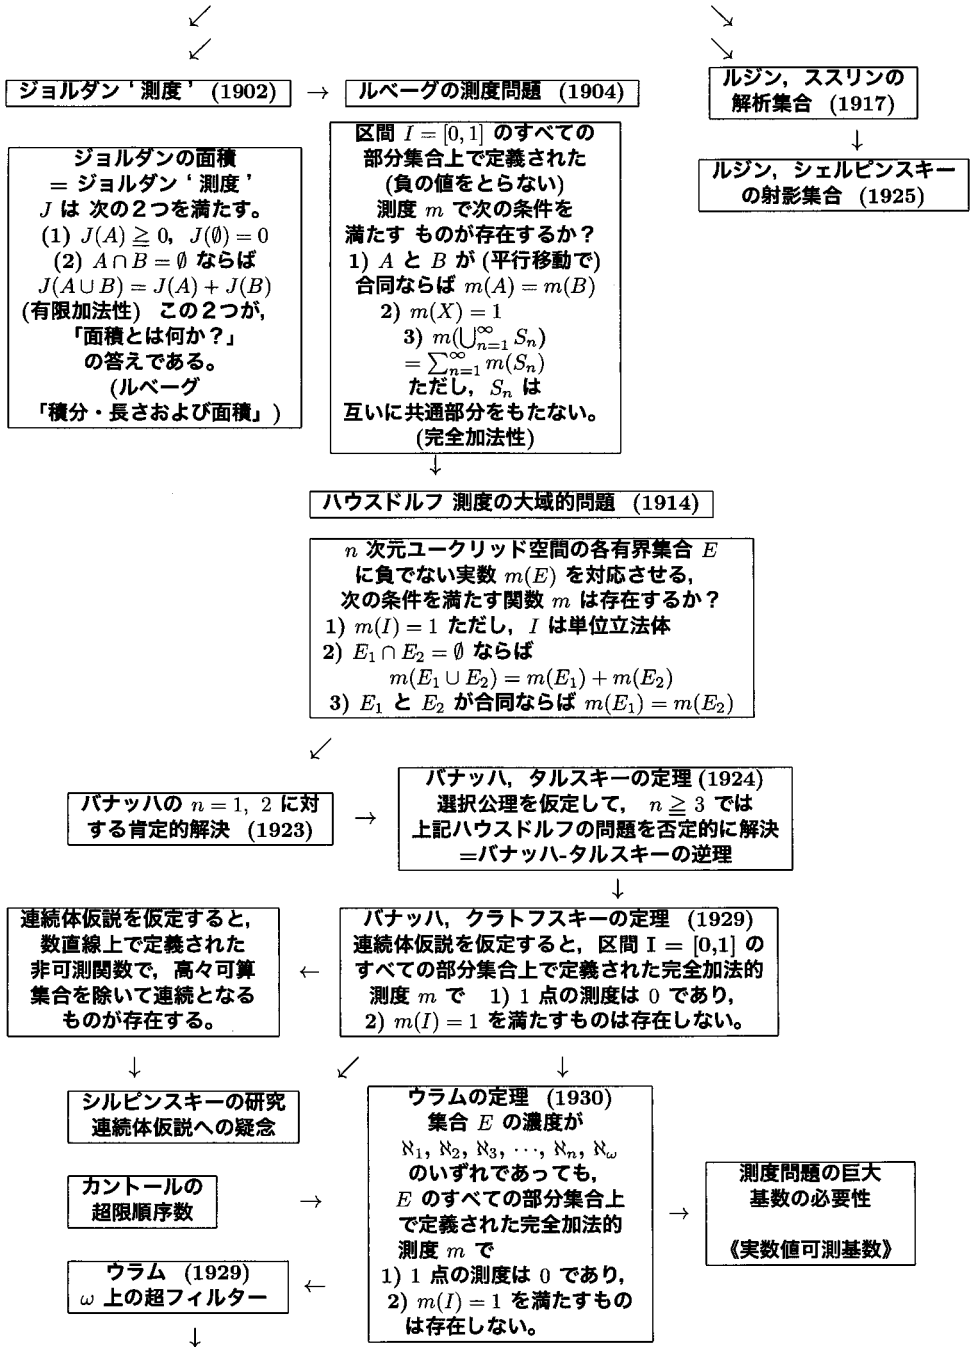 ジョルダン‘測度’ (1902)
→
ルベーグの測度問題 (1904)
ルジン，ススリンの
解析集合 (1917)
ジョルダンの面積
= ジョルダン‘測度’
J は 次の２つを満たす。
(1) J(A) ≧ 0, J(∅) = 0
(2) A ∩ B = ∅ ならば
J(A ∪ B) = J(A) + J(B)
(有限加法性) この２つが，
「面積とは何か？」
の答えである。
(ルベーグ
「積分・長さおよび面積」)
区間 I = [0, 1] のすべての
部分集合上で定義された
(負の値をとらない)
測度 m で次の条件を
満たす ものが存在するか？
1) A と B が (平行移動で)
合同ならば m(A) = m(B)
2) m(X) = 1
3) m(⋃_{n=1}^{∞} S_n)
= ∑_{n=1}^{∞} m(S_n)
ただし，S_n は
互いに共通部分をもたない。
(完全加法性)
↓
ルジン，シェルピンスキー
の射影集合 (1925)
↓
ハウスドルフ 測度の大域的問題 (1914)
n 次元ユークリッド空間の各有界集合 E
に負でない実数 m(E) を対応させる，
次の条件を満たす関数 m は存在するか？
1) m(I) = 1 ただし，I は単位立法体
2) E₁ ∩ E₂ = ∅ ならば
m(E₁ ∪ E₂) = m(E₁) + m(E₂)
3) E₁ と E₂ が合同ならば m(E₁) = m(E₂)
バナッハの n = 1, 2 に対
する肯定的解決 (1923)
→
バナッハ，タルスキーの定理 (1924)
選択公理を仮定して， n ≧ 3 では
上記ハウスドルフの問題を否定的に解決
=バナッハ-タルスキーの逆理
↓
連続体仮説を仮定すると，
数直線上で定義された
非可測関数で，高々可算
集合を除いて連続となる
ものが存在する。
←
バナッハ，クラトフスキーの定理 (1929)
連続体仮説を仮定すると，区間 I = [0,1] の
すべての部分集合上で定義された完全加法的
測度 m で 1) 1 点の測度は 0 であり，
2) m(I) = 1 を満たすものは存在しない。
↓
↓
シルピンスキーの研究
連続体仮説への疑念
カントールの
超限順序数
→
ウラム (1929)
ω 上の超フィルター
←
↓
ウラムの定理 (1930)
集合 E の濃度が
ℵ₁, ℵ₂, ℵ₃, ⋯, ℵ_n, ℵ_ω
のいずれであっても，
E のすべての部分集合上
で定義された完全加法的
測度 m で
1) 1 点の測度は 0 であり，
2) m(I) = 1 を満たすもの
は存在しない。
→
測度問題の巨大
基数の必要性
《実数値可測基数》